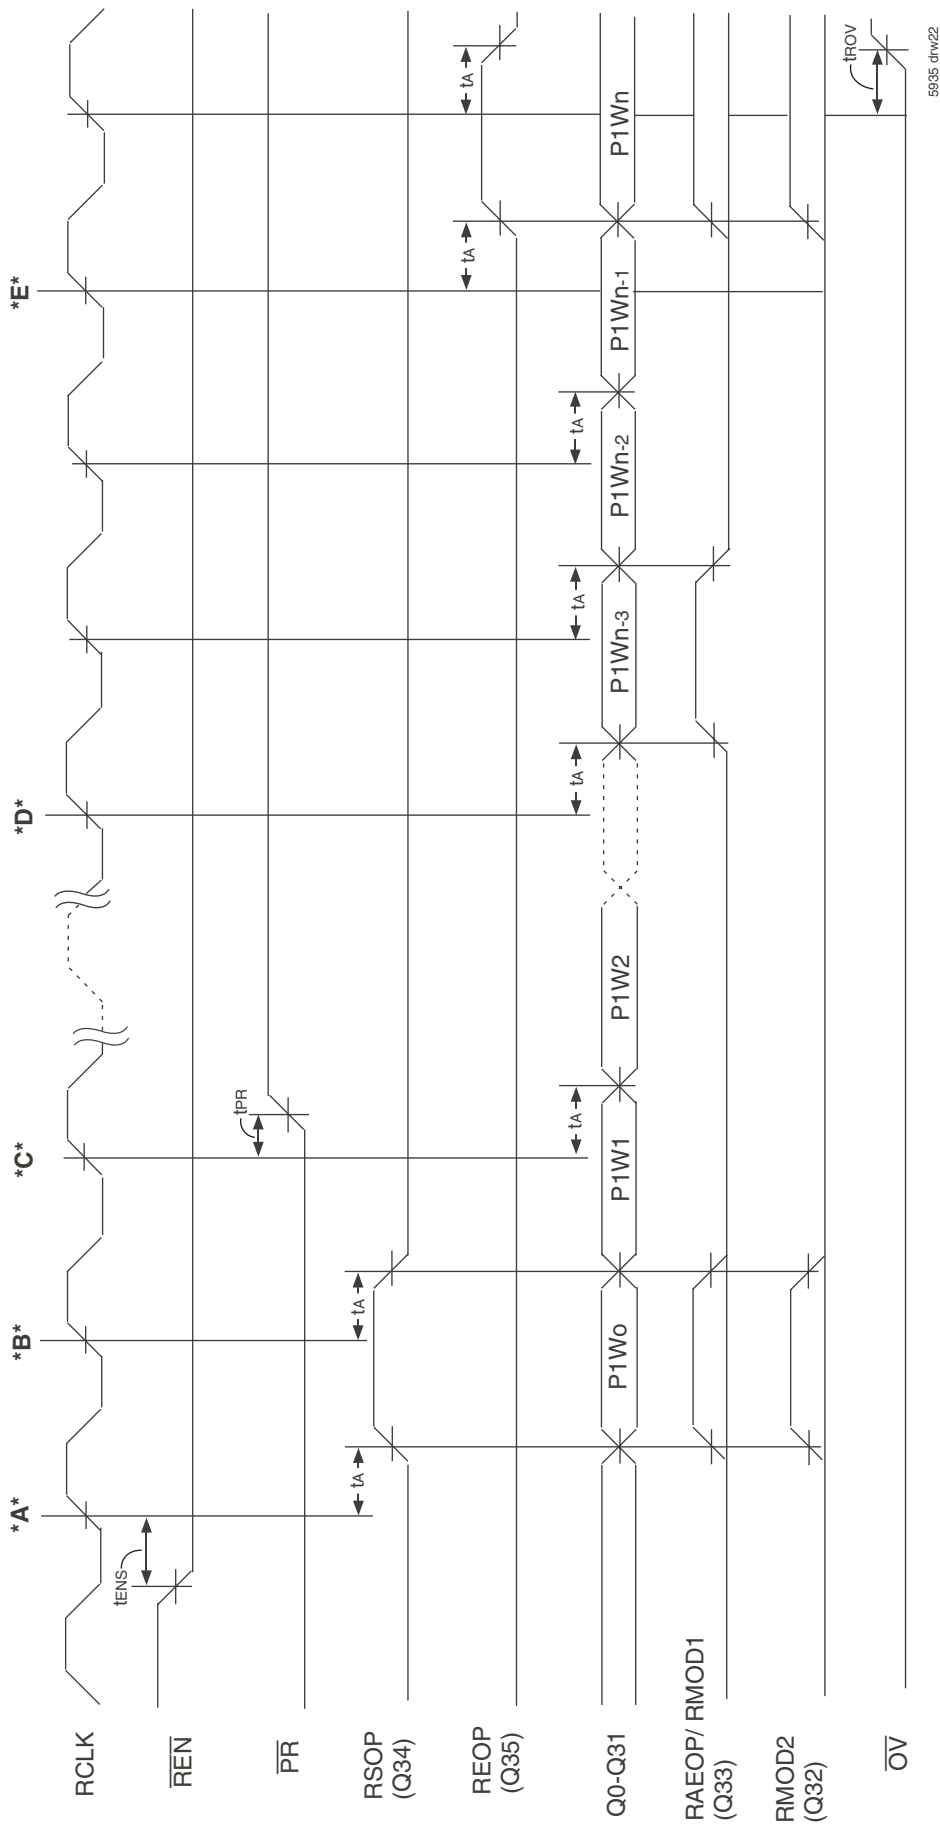 *A* *B* *C* *D* *E*
RCLK
tENS
REN
tPR
PR
tA tA
RSOP
(Q34)
tA tA
REOP
(Q35)
tA tA tA tA
Q0-Q31 P1Wo P1W1 P1W2 P1Wn-3 P1Wn-2 P1Wn-1 P1Wn
RAEOP/ RMOD1
(Q33)
RMOD2
(Q32)
tROV
OV
5935 drw22